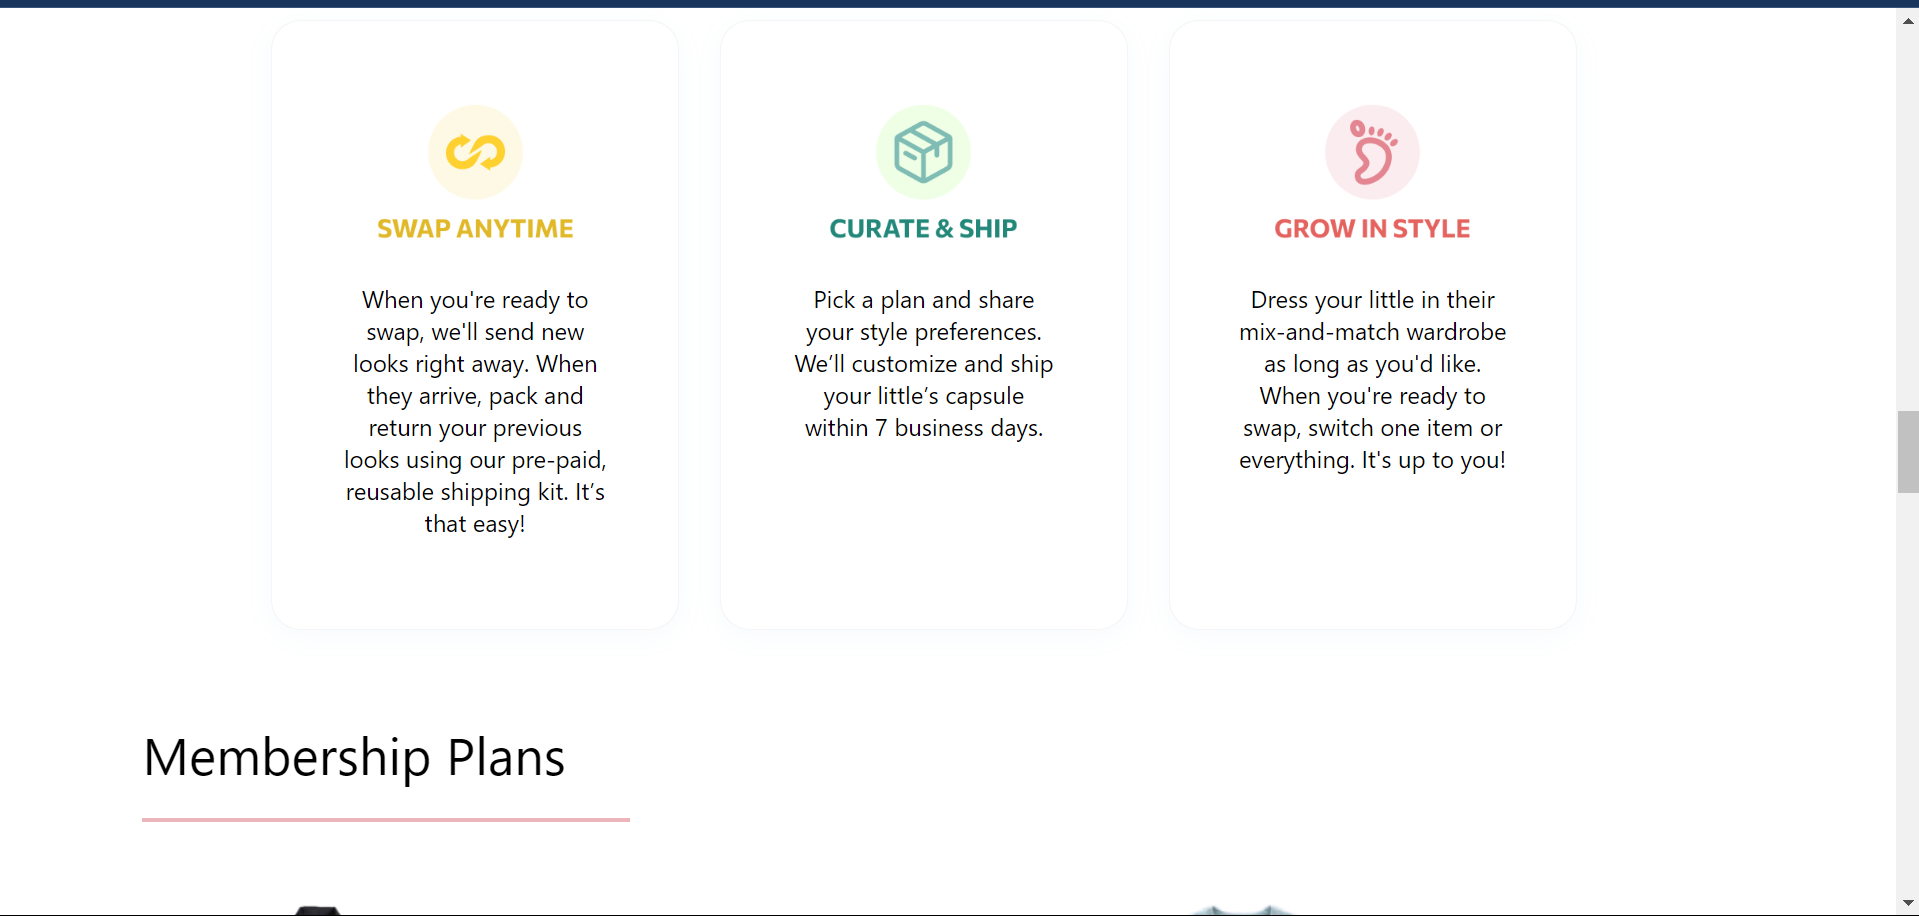 SWAP ANYTIME
When you're ready to
swap, we'll send new
looks right away. When
they arrive, pack and
return your previous
looks using our pre-paid,
reusable shipping kit. It’s
that easy!
CURATE & SHIP
Pick a plan and share
your style preferences.
We’ll customize and ship
your little’s capsule
within 7 business days.
GROW IN STYLE
Dress your little in their
mix-and-match wardrobe
as long as you'd like.
When you're ready to
swap, switch one item or
everything. It's up to you!
Membership Plans